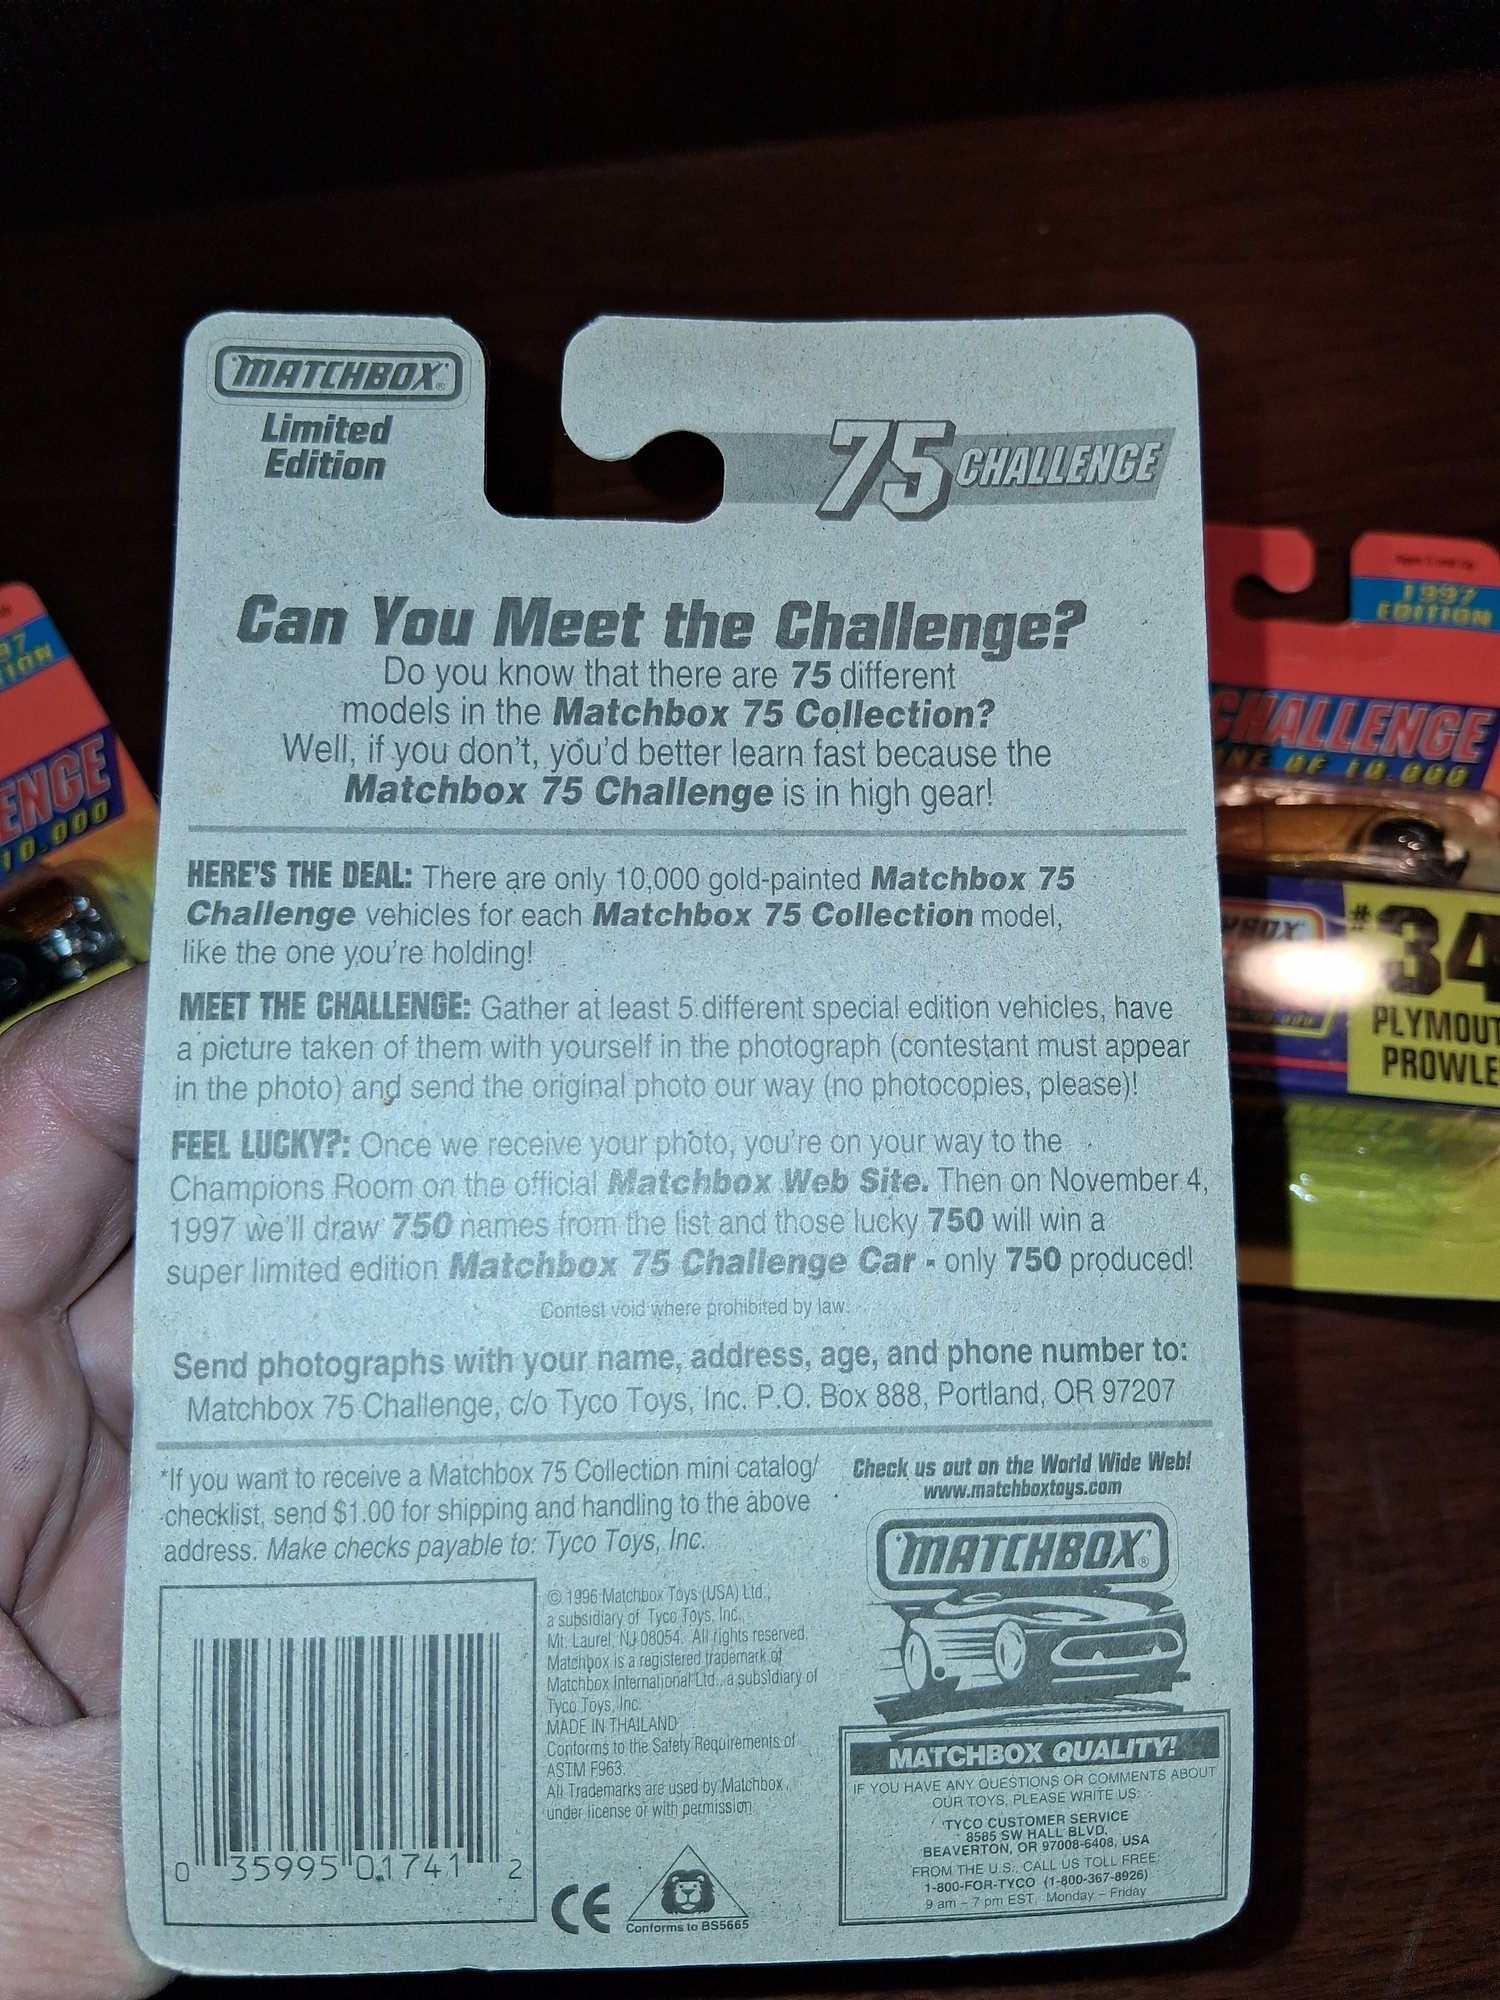 MATCHBOX®
Limited
Edition
75 CHALLENGE
Can You Meet the Challenge?
Do you know that there are 75 different
models in the Matchbox 75 Collection?
Well, if you don't, you'd better learn fast because the
Matchbox 75 Challenge is in high gear!
HERE'S THE DEAL: There are only 10,000 gold-painted Matchbox 75
Challenge vehicles for each Matchbox 75 Collection model,
like the one you're holding!
MEET THE CHALLENGE: Gather at least 5 different special edition vehicles, have
a picture taken of them with yourself in the photograph (contestant must appear
in the photo) and send the original photo our way (no photocopies, please)!
FEEL LUCKY?: Once we receive your photo, you're on your way to the
Champions Room on the official Matchbox Web Site. Then on November 4,
1997 we'll draw 750 names from the list and those lucky 750 will win a
super limited edition Matchbox 75 Challenge Car - only 750 produced!
Contest void where prohibited by law.
Send photographs with your name, address, age, and phone number to:
Matchbox 75 Challenge, c/o Tyco Toys, Inc. P.O. Box 888, Portland, OR 97207
*If you want to receive a Matchbox 75 Collection mini catalog/
checklist, send $1.00 for shipping and handling to the above
address. Make checks payable to: Tyco Toys, Inc.
Check us out on the World Wide Web!
www.matchboxtoys.com
MATCHBOX®
0 35995 01741 2
© 1996 Matchbox Toys (USA) Ltd.,
a subsidiary of Tyco Toys, Inc.,
Mt. Laurel, NJ 08054. All rights reserved.
Matchbox is a registered trademark of
Matchbox International Ltd., a subsidiary of
Tyco Toys, Inc.
MADE IN THAILAND
Conforms to the Safety Requirements of
ASTM F963.
All Trademarks are used by Matchbox
under license or with permission.
CE
Conforms to BS5665
MATCHBOX QUALITY!
IF YOU HAVE ANY QUESTIONS OR COMMENTS ABOUT
OUR TOYS, PLEASE WRITE US:
TYCO CUSTOMER SERVICE
8585 SW HALL BLVD.
BEAVERTON, OR 97008-6408, USA
FROM THE U.S., CALL US TOLL FREE:
1-800-FOR-TYCO (1-800-367-8926)
9 am – 7 pm EST, Monday – Friday
97
ENGE
10,000
1997
EDITION
CHALLENGE
ONE OF 10,000
#34
PLYMOUT
PROWLE